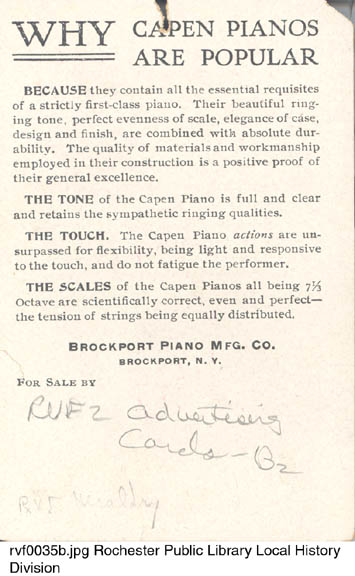 WHY CAPEN PIANOS
ARE POPULAR
BECAUSE they contain all the essential requisites
of a strictly first-class piano. Their beautiful ring-
ing tone, perfect evenness of scale, elegance of case,
design and finish, are combined with absolute dur-
ability. The quality of materials and workmanship
employed in their construction is a positive proof of
their general excellence.
THE TONE of the Capen Piano is full and clear
and retains the sympathetic ringing qualities.
THE TOUCH. The Capen Piano actions are un-
surpassed for flexibility, being light and responsive
to the touch, and do not fatigue the performer.
THE SCALES of the Capen Pianos all being 7⅓
Octave are scientifically correct, even and perfect—
the tension of strings being equally distributed.
BROCKPORT PIANO MFG. CO.
BROCKPORT, N. Y.
FOR SALE BY
RVF2 Advertising
Cards-B2
rvf0035b.jpg Rochester Public Library Local History
Division